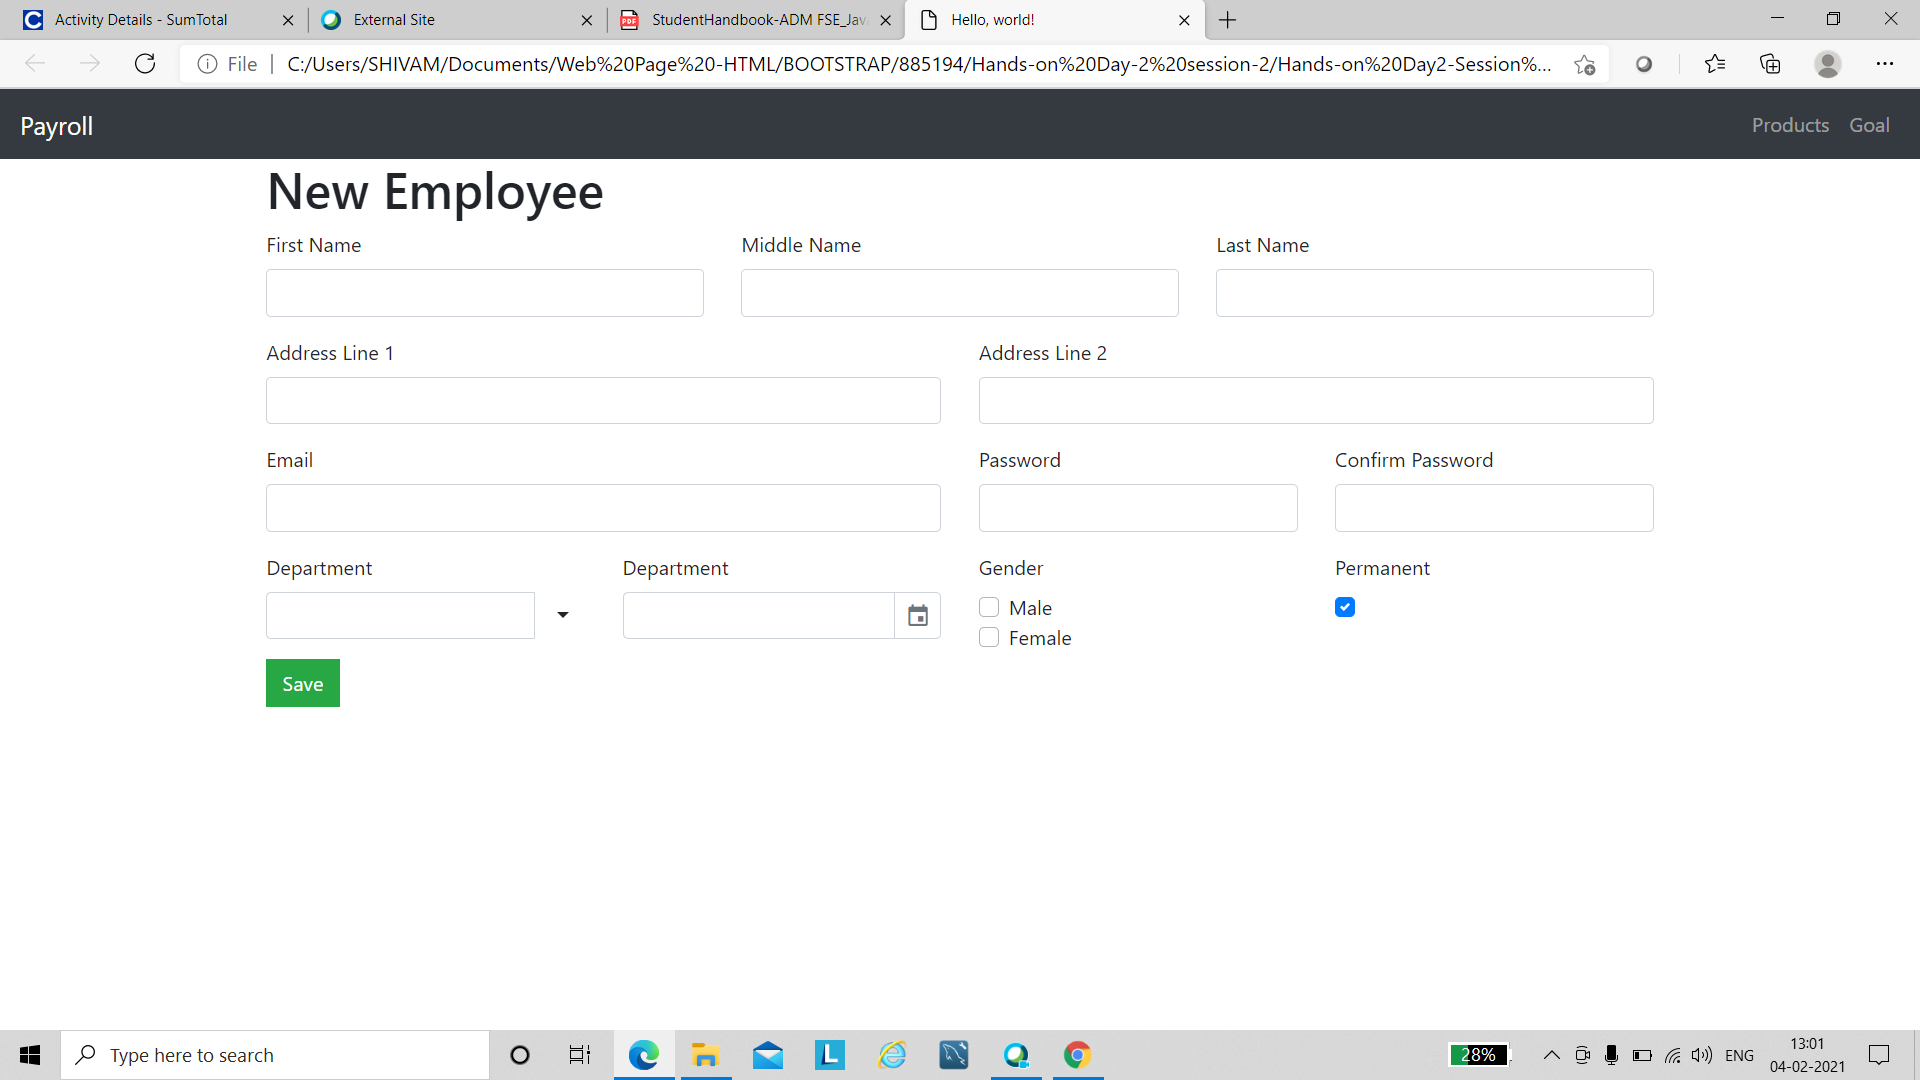 Activity Details - SumTotal
External Site
StudentHandbook-ADM FSE_Jav
Hello, world!
File
C:/Users/SHIVAM/Documents/Web%20Page%20-HTML/BOOTSTRAP/885194/Hands-on%20Day-2%20session-2/Hands-on%20Day2-Session%...
Payroll
Products Goal
New Employee
First Name Middle Name Last Name
Address Line 1 Address Line 2
Email Password Confirm Password
Department Department Gender Permanent
Male
Female
Save
Type here to search
28%
ENG
13:01
04-02-2021